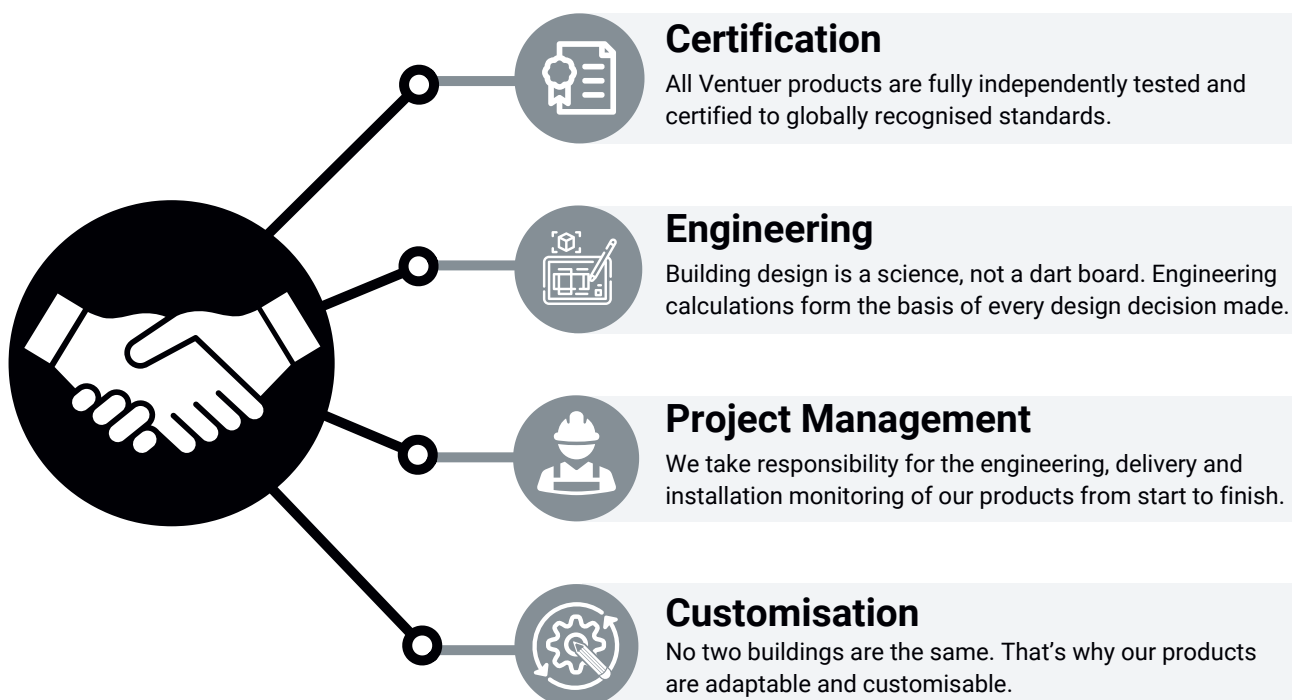 Certification
All Ventuer products are fully independently tested and
certified to globally recognised standards.
Engineering
Building design is a science, not a dart board. Engineering
calculations form the basis of every design decision made.
Project Management
We take responsibility for the engineering, delivery and
installation monitoring of our products from start to finish.
Customisation
No two buildings are the same. That’s why our products
are adaptable and customisable.